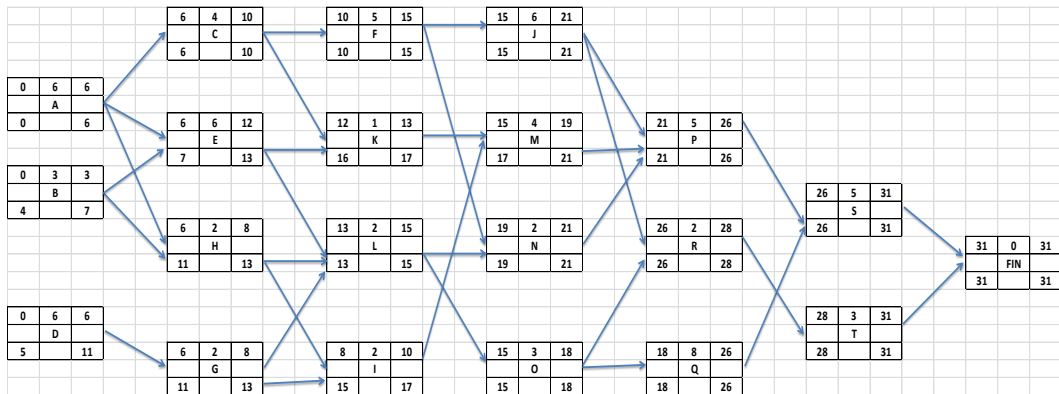 6 4 10 10 5 15 15 6 21
C F J
6 10 10 15 15 21
0 6 6
A
0 6
6 6 12 12 1 13 15 4 19 21 5 26
E K M P
7 13 16 17 17 21 21 26
0 3 3
B
4 7
26 5 31
S
26 31
6 2 8 13 2 15 19 2 21 26 2 28
H L N R
11 13 13 15 19 21 26 28
31 0 31
FIN
31 31
0 6 6 28 3 31
D T
5 11 28 31
6 2 8 8 2 10 15 3 18 18 8 26
G I O Q
11 13 15 17 15 18 18 26